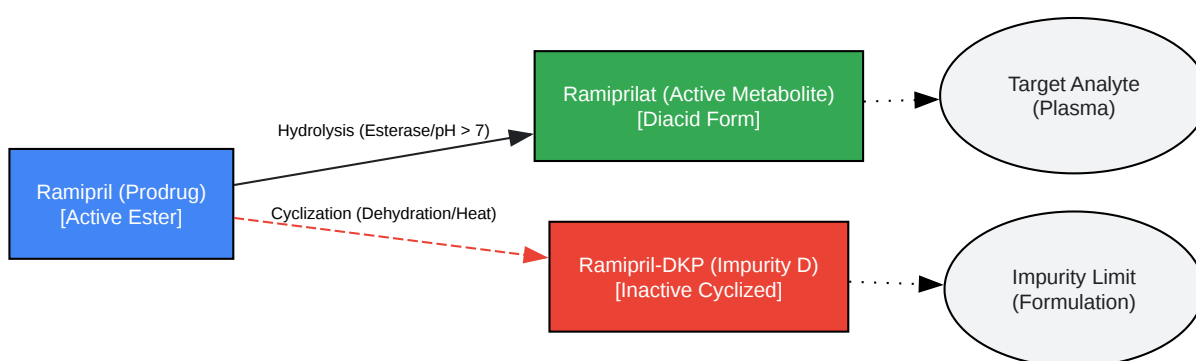 Ramipril (Prodrug)
[Active Ester]
Hydrolysis (Esterase/pH > 7)
Cyclization (Dehydration/Heat)
Ramiprilat (Active Metabolite)
[Diacid Form]
Ramipril-DKP (Impurity D)
[Inactive Cyclized]
Target Analyte
(Plasma)
Impurity Limit
(Formulation)